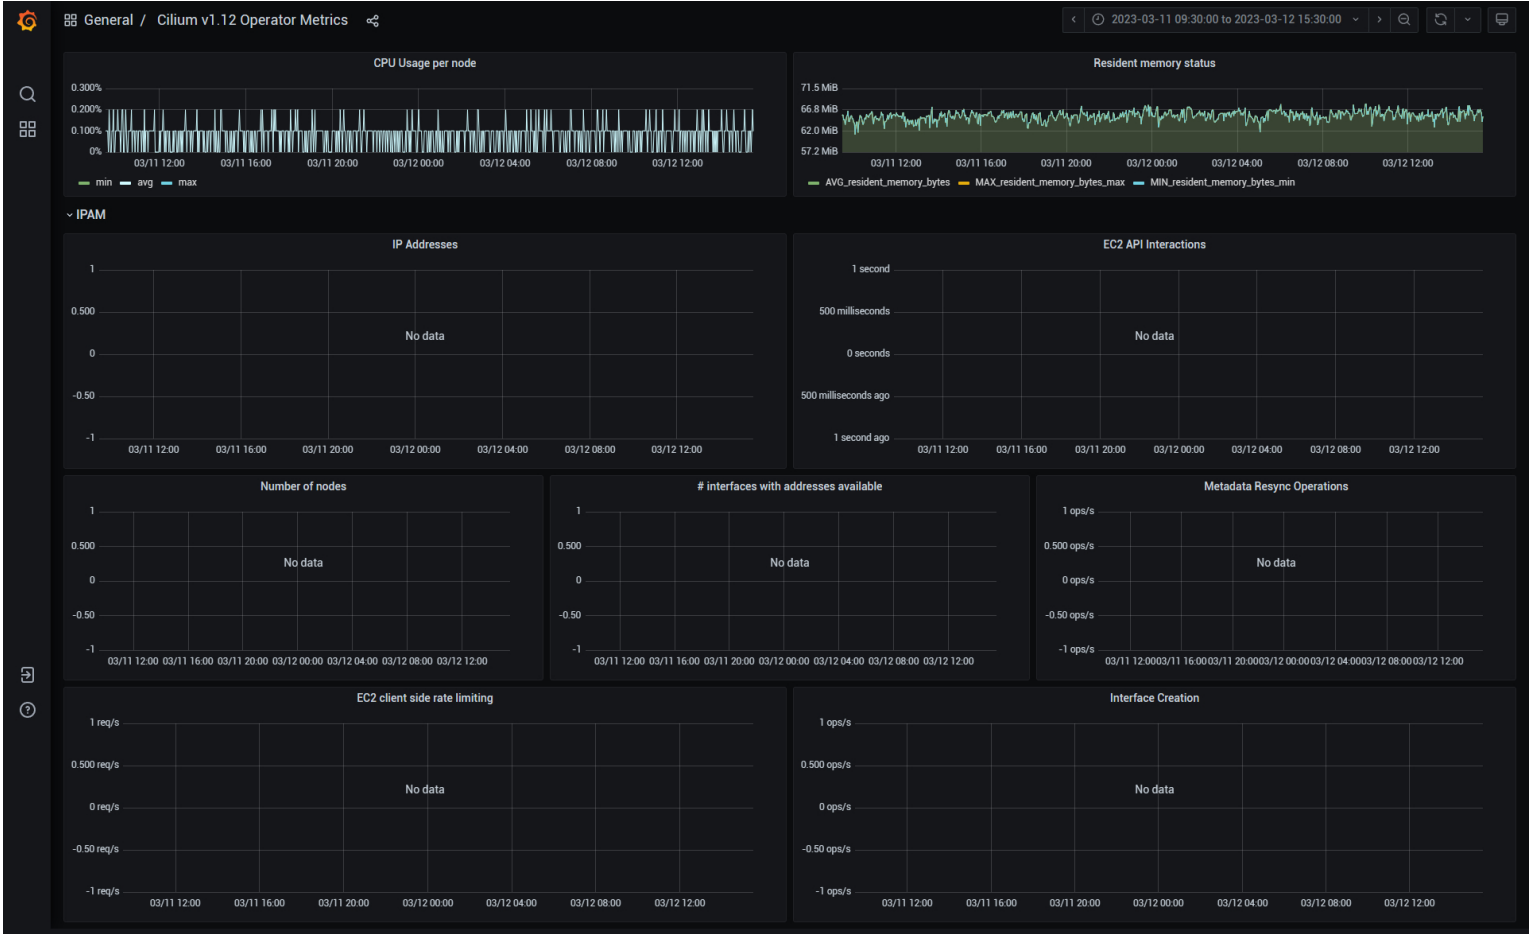 General / Cilium v1.12 Operator Metrics
2023-03-11 09:30:00 to 2023-03-12 15:30:00
CPU Usage per node
0.300%
0.200%
0.100%
0%
03/11 12:00 03/11 16:00 03/11 20:00 03/12 00:00 03/12 04:00 03/12 08:00 03/12 12:00
min avg max
Resident memory status
71.5 MiB
66.8 MiB
62.0 MiB
57.2 MiB
03/11 12:00 03/11 16:00 03/11 20:00 03/12 00:00 03/12 04:00 03/12 08:00 03/12 12:00
AVG_resident_memory_bytes MAX_resident_memory_bytes_max MIN_resident_memory_bytes_min
IPAM
IP Addresses
1
0.500
No data
0
-0.50
-1
03/11 12:00 03/11 16:00 03/11 20:00 03/12 00:00 03/12 04:00 03/12 08:00 03/12 12:00
EC2 API Interactions
1 second
500 milliseconds
No data
0 seconds
500 milliseconds ago
1 second ago
03/11 12:00 03/11 16:00 03/11 20:00 03/12 00:00 03/12 04:00 03/12 08:00 03/12 12:00
Number of nodes
1
0.500
No data
0
-0.50
-1
03/11 12:00 03/11 16:00 03/11 20:00 03/12 00:00 03/12 04:00 03/12 08:00 03/12 12:00
# interfaces with addresses available
1
0.500
No data
0
-0.50
-1
03/11 12:00 03/11 16:00 03/11 20:00 03/12 00:00 03/12 04:00 03/12 08:00 03/12 12:00
Metadata Resync Operations
1 ops/s
0.500 ops/s
No data
0 ops/s
-0.50 ops/s
-1 ops/s
03/11 12:0003/11 16:0003/11 20:0003/12 00:0003/12 04:0003/12 08:0003/12 12:00
EC2 client side rate limiting
1 req/s
0.500 req/s
No data
0 req/s
-0.50 req/s
-1 req/s
03/11 12:00 03/11 16:00 03/11 20:00 03/12 00:00 03/12 04:00 03/12 08:00 03/12 12:00
Interface Creation
1 ops/s
0.500 ops/s
No data
0 ops/s
-0.50 ops/s
-1 ops/s
03/11 12:00 03/11 16:00 03/11 20:00 03/12 00:00 03/12 04:00 03/12 08:00 03/12 12:00